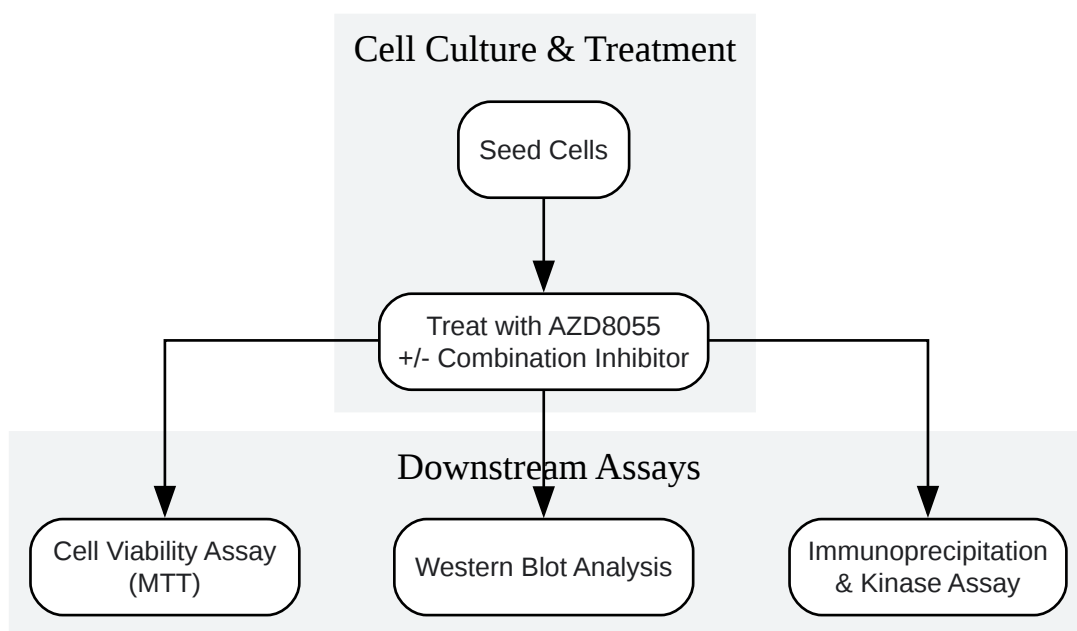 Cell Culture & Treatment
Seed Cells
Treat with AZD8055
+/- Combination Inhibitor
Downstream Assays
Cell Viability Assay
(MTT)
Western Blot Analysis
Immunoprecipitation
& Kinase Assay